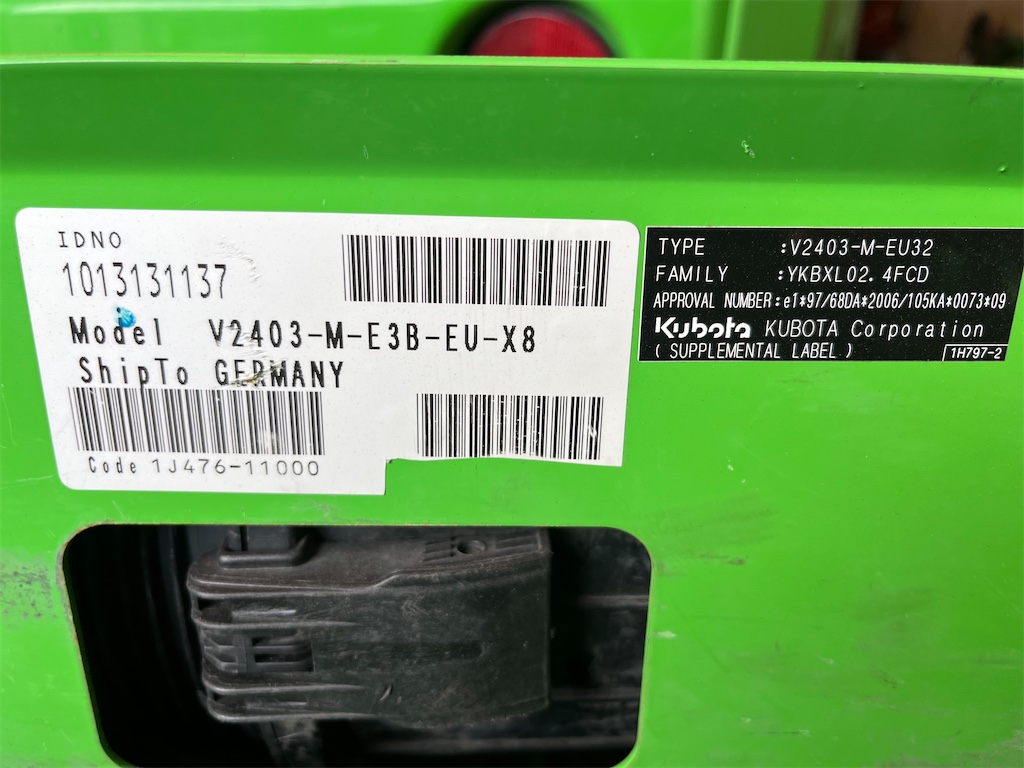 IDNO
1013131137
Model V2403-M-E3B-EU-X8
ShipTo GERMANY
Code 1J476-11000
TYPE :V2403-M-EU32
FAMILY :YKBXL02.4FCD
APPROVAL NUMBER:e1*97/68DA*2006/105KA*0073*09
Kubota KUBOTA Corporation
( SUPPLEMENTAL LABEL ) 1H797-2